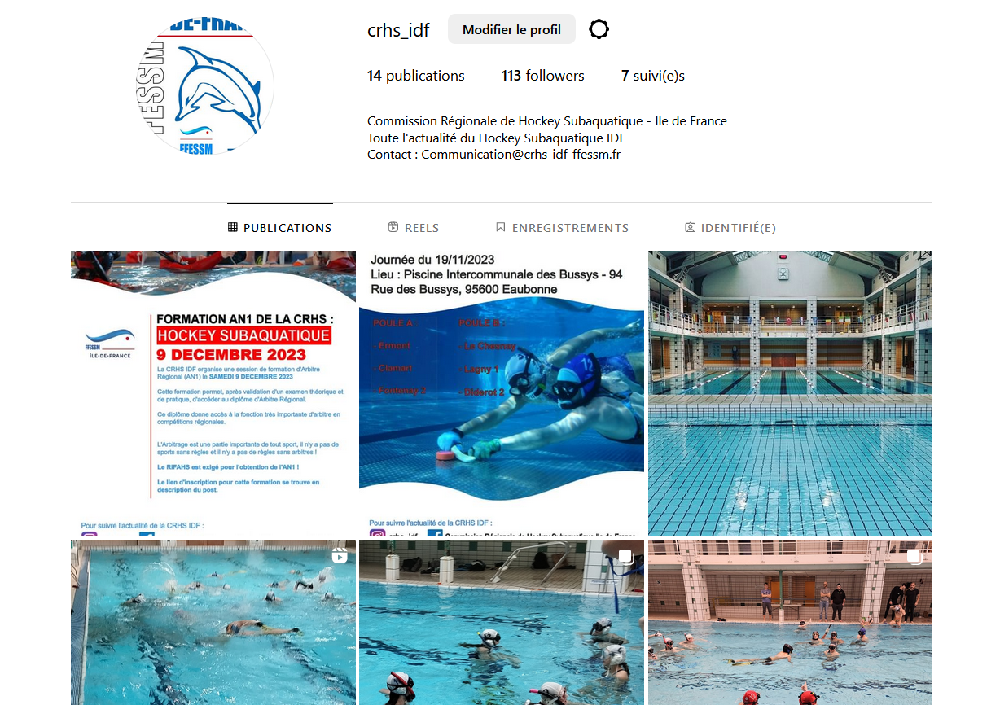 crhs_idf
Modifier le profil
14 publications
113 followers
7 suivi(e)s
Commission Régionale de Hockey Subaquatique - Ile de France
Toute l'actualité du Hockey Subaquatique IDF
Contact : Communication@crhs-idf-ffessm.fr
FFESSM
FFESSM
PUBLICATIONS
REELS
ENREGISTREMENTS
IDENTIFIÉ(E)
FORMATION AN1 DE LA CRHS :
HOCKEY SUBAQUATIQUE
9 DECEMBRE 2023
FFESSM
ÎLE-DE-FRANCE
La CRHS IDF organise une session de formation d'Arbitre
Régional (AN1) le SAMEDI 9 DECEMBRE 2023
Cette formation permet, après validation d'un examen théorique et
de pratique, d'accéder au diplôme d'Arbitre Régional.
Ce diplôme donne accès à la fonction très importante d'arbitre en
compétitions régionales.
L'Arbitrage est une partie importante de tout sport, il n'y a pas de
sports sans règles et il n'y a pas de règles sans arbitres !
Le RIFAHS est exigé pour l'obtention de l'AN1 !
Le lien d'inscription pour cette formation se trouve en
description du post.
Pour suivre l'actualité de la CRHS IDF :
Journée du 19/11/2023
Lieu : Piscine Intercommunale des Bussys - 94
Rue des Bussys, 95600 Eaubonne
POULE A
- Ermont
- Clamart
- Fontenay 2
POULE B :
- Le Chesnay
- Lagny 1
- Diderot 2
12
Pour suivre l'actualité de la CRHS IDF :